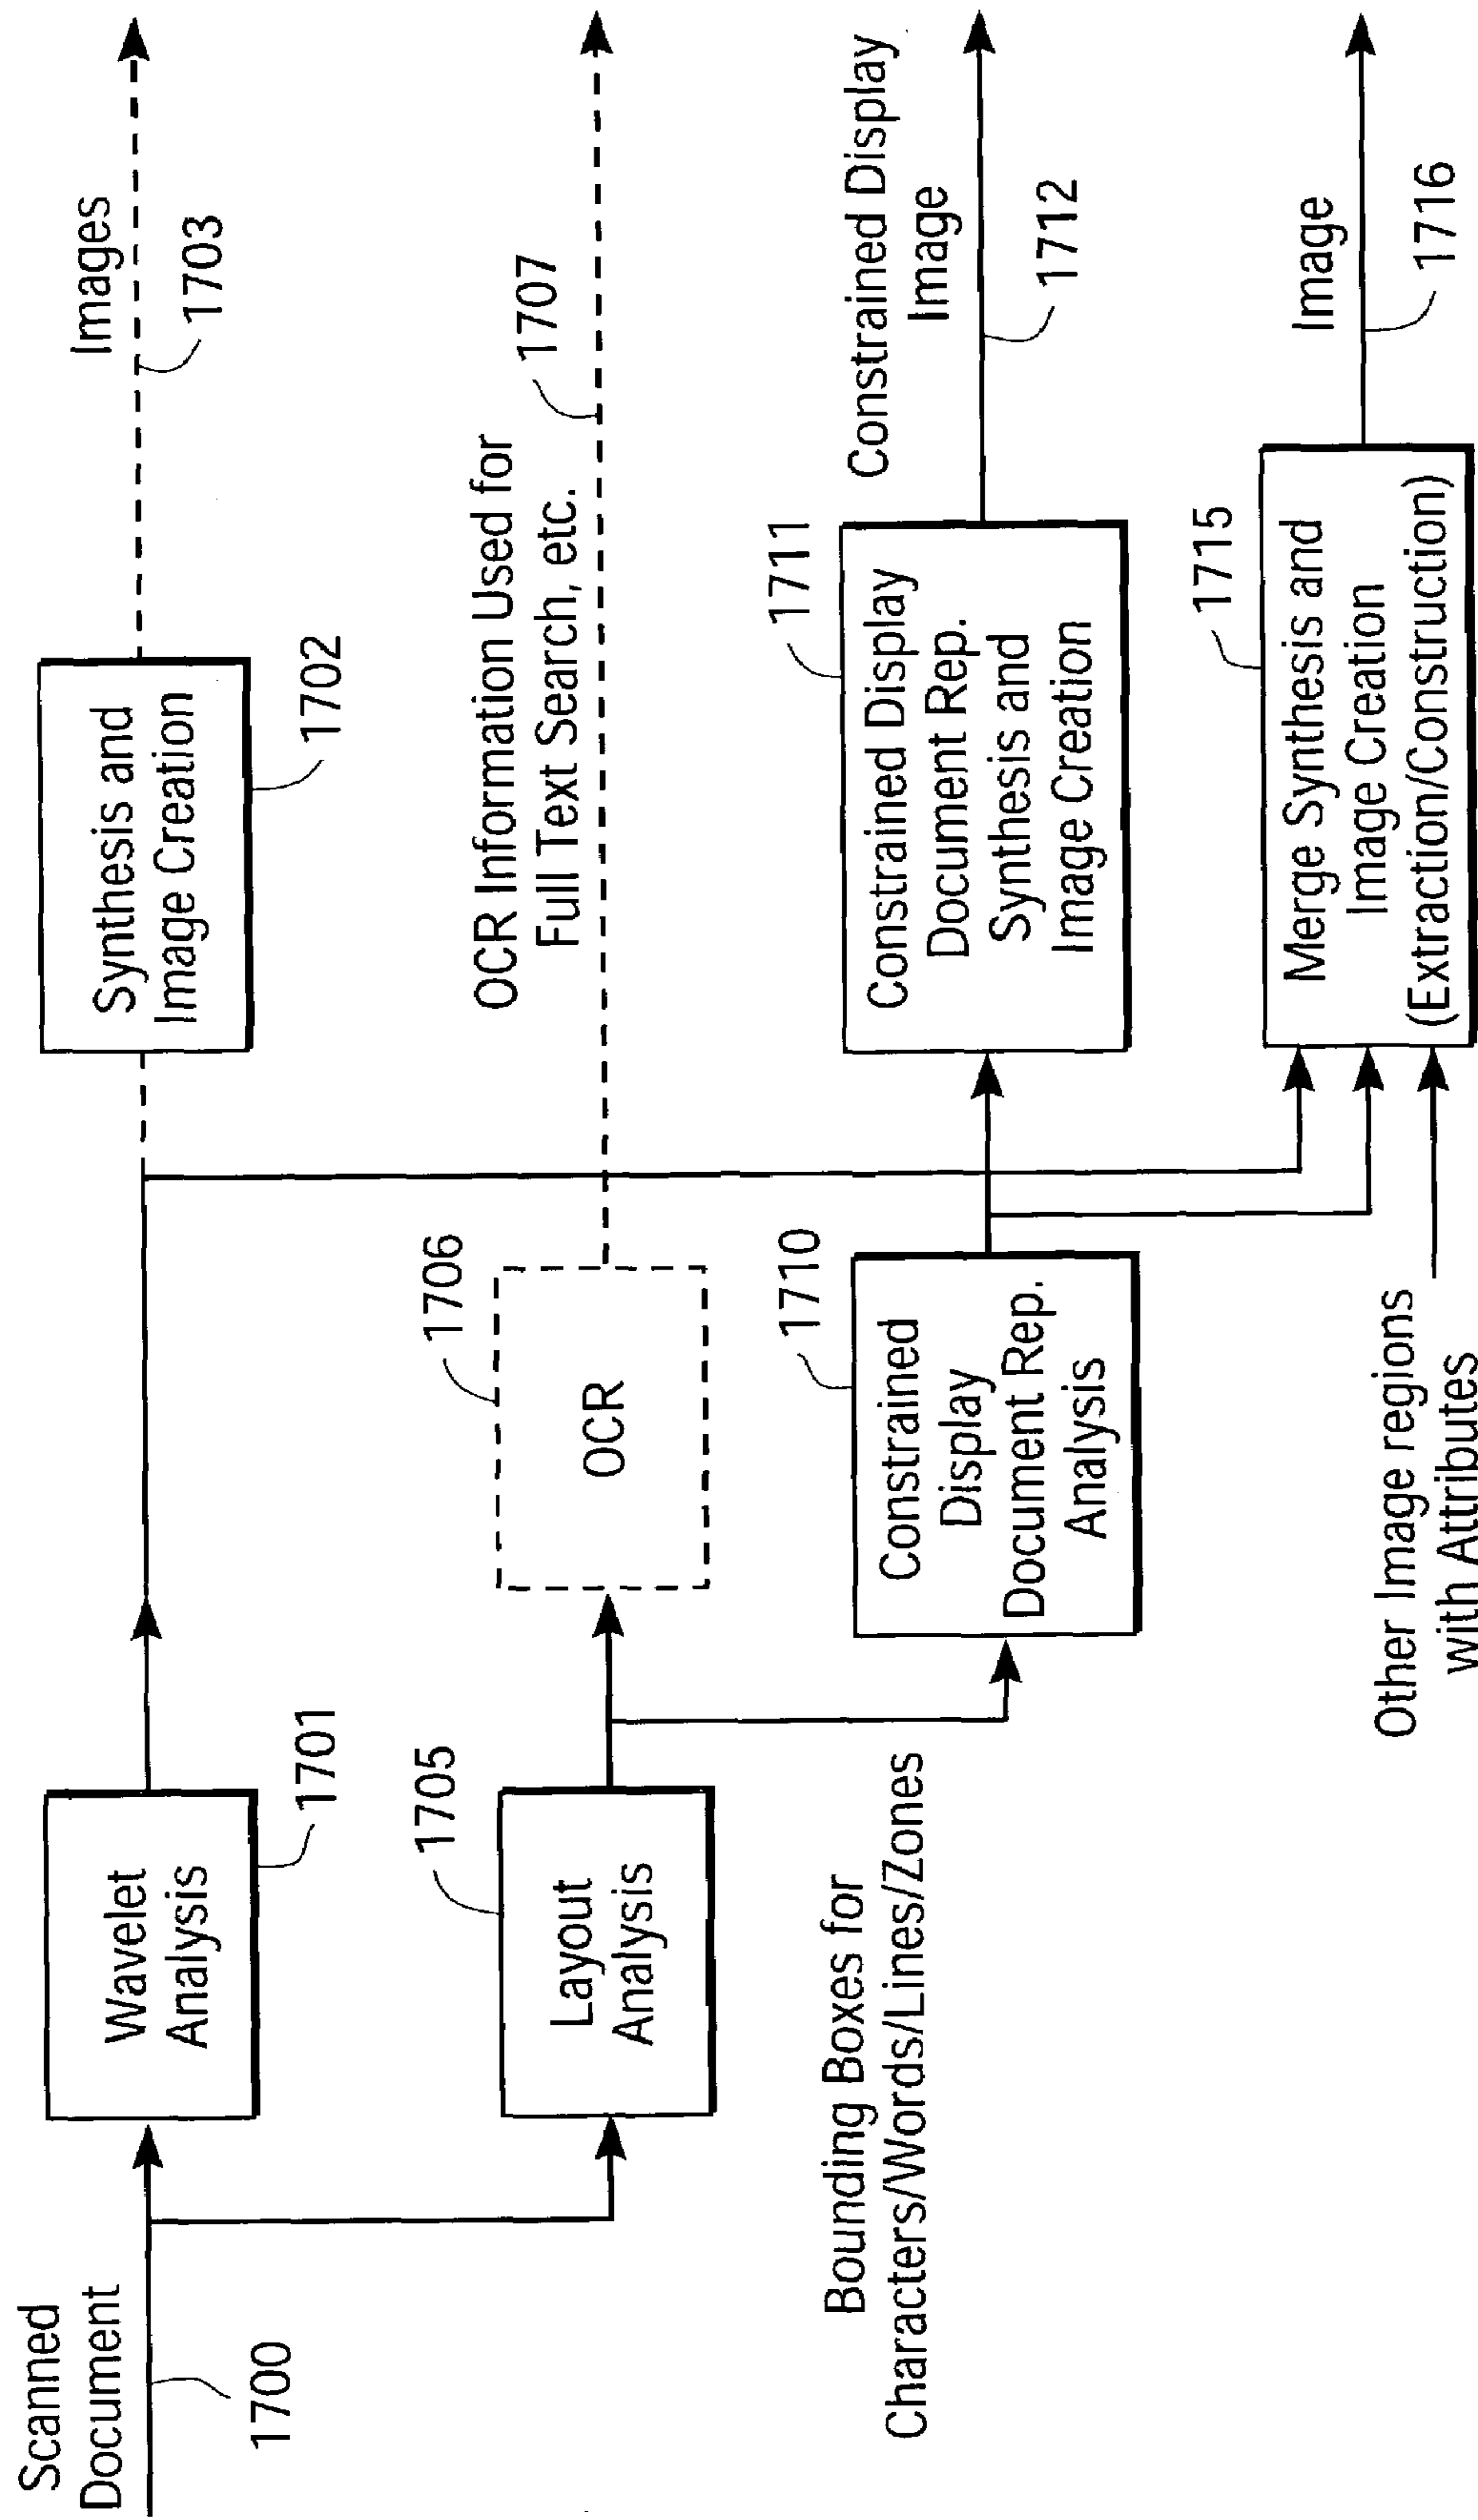 Scanned
Document
1700
Wavelet
Analysis
1701
Synthesis and
Image Creation
1702
Images
1703
Layout
Analysis
1705
OCR
1706
OCR Information Used for
Full Text Search, etc.
1707
Bounding Boxes for
Characters/Words/Lines/Zones
Constrained
Display
Document Rep.
Analysis
1710
Constrained Display
Document Rep.
Synthesis and
Image Creation
1711
Constrained Display
Image
1712
Other Image regions
with Attributes
Merge Synthesis and
Image Creation
(Extraction/Construction)
1715
Image
1716